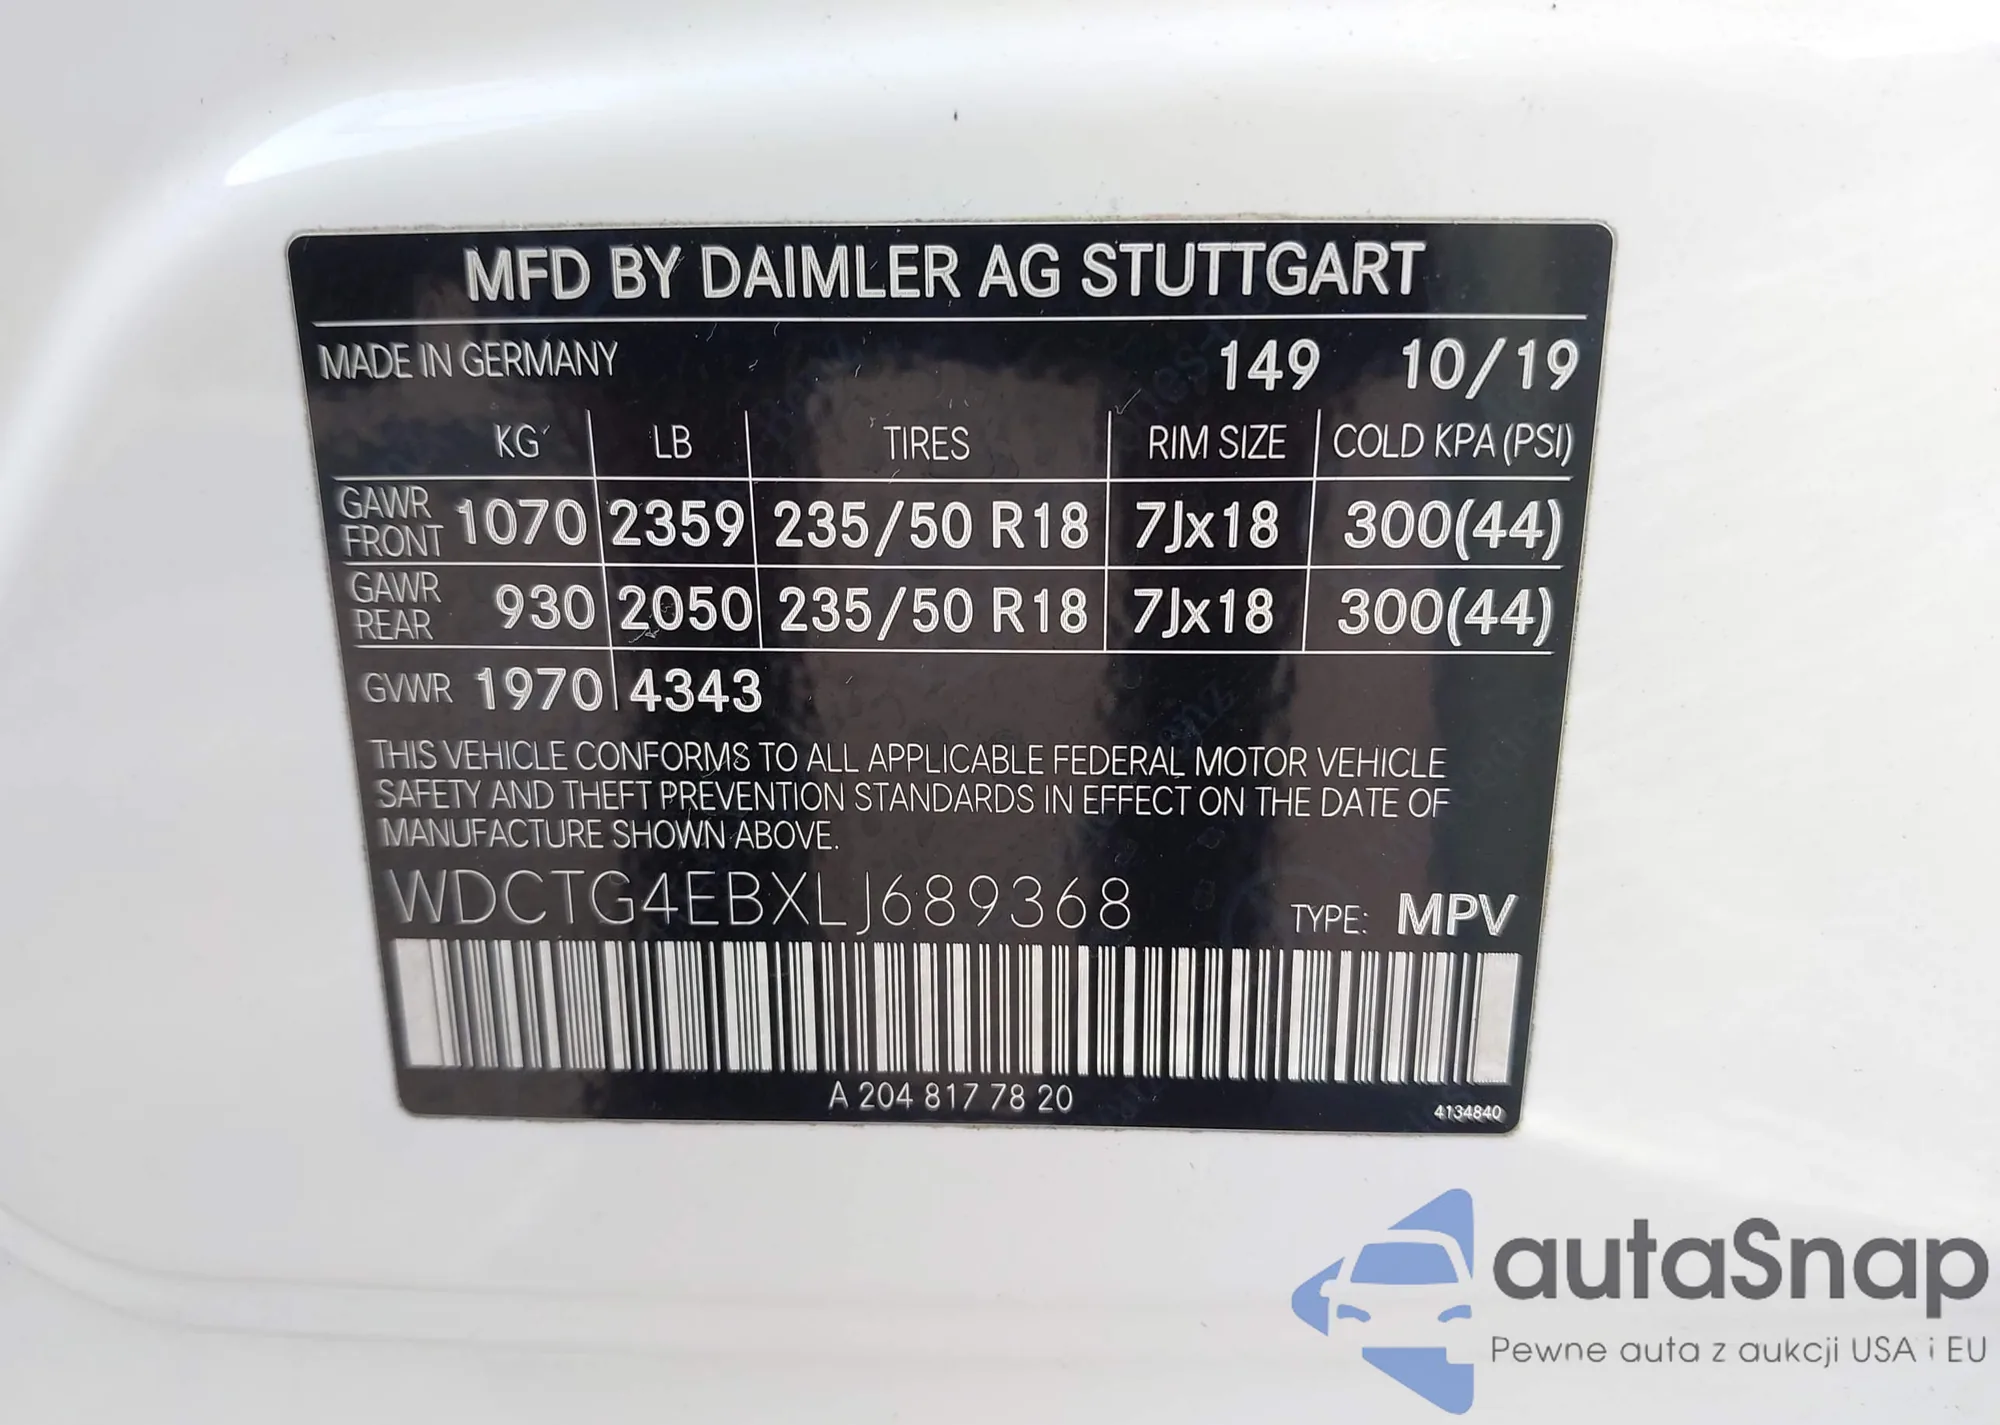 MFD BY DAIMLER AG STUTTGART
MADE IN GERMANY 149 10/19
KG LB TIRES RIM SIZE COLD KPA (PSI)
GAWR FRONT 1070 2359 235/50 R18 7Jx18 300(44)
GAWR REAR 930 2050 235/50 R18 7Jx18 300(44)
GVWR 1970 4343
THIS VEHICLE CONFORMS TO ALL APPLICABLE FEDERAL MOTOR VEHICLE
SAFETY AND THEFT PREVENTION STANDARDS IN EFFECT ON THE DATE OF
MANUFACTURE SHOWN ABOVE.
WDCTG4EBXLJ689368 TYPE: MPV
A 204 817 78 20
4134840
autaSnap
Pewne auta z aukcji USA i EU